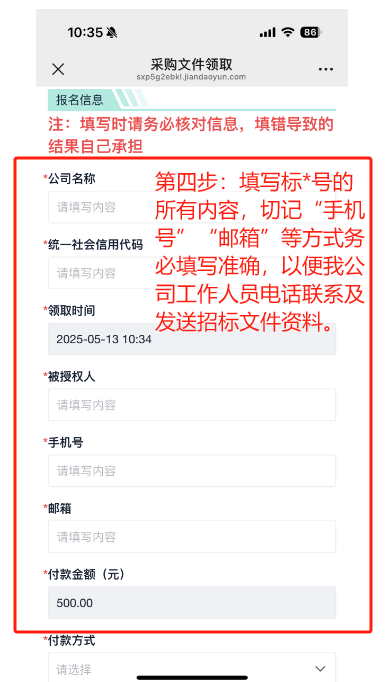 10:35
86
采购文件领取
sxp5g2ebkl.jiandaoyun.com
报名信息
注：填写时请务必核对信息，填错导致的
结果自己承担
*公司名称
请填写内容
*统一社会信用代码
请填写内容
第四步：填写标*号的
所有内容，切记“手机
号”“邮箱”等方式务
必填写准确，以便我公
司工作人员电话联系及
发送招标文件资料。
*领取时间
2025-05-13 10:34
*被授权人
请填写内容
*手机号
请填写内容
*邮箱
请填写内容
*付款金额（元）
500.00
*付款方式
请选择